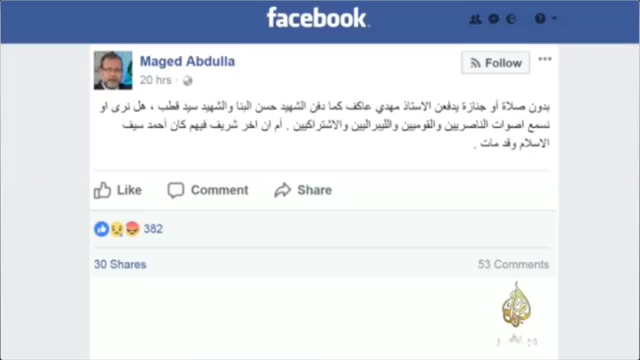 facebook
Maged Abdulla
Follow
20 hrs
بدون صلاة أو جنازة يدفعن الاستاذ مهدي عاكف كما دفن الشهيد حسن البنا والشهيد سيد قطب ، هل نرى او
نسمع اصوات الناصريين والقوميين والليبراليين والاشتراكيين . أم ان اخر شريف فيهم كان أحمد سيف
الاسلام وقد مات .
Like Comment Share
382
30 Shares
53 Comments